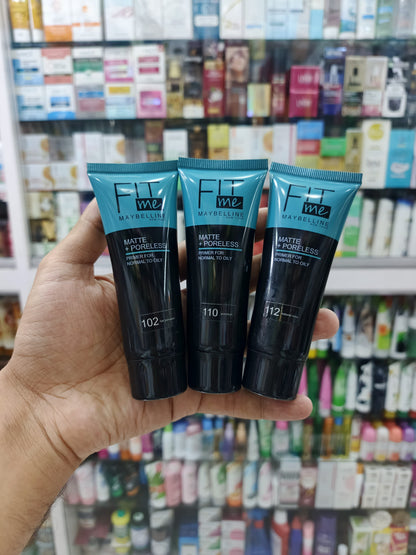 FIT
me
MAYBELLINE
MATTE
+ PORELESS
PRIMER FOR
NORMAL TO OILY
102
FIT
me
MAYBELLINE
MATTE
+ PORELESS
PRIMER FOR
NORMAL TO OILY
110
FIT
me
MAYBELLINE
MATTE
+ PORELESS
PRIMER FOR
NORMAL TO OILY
112